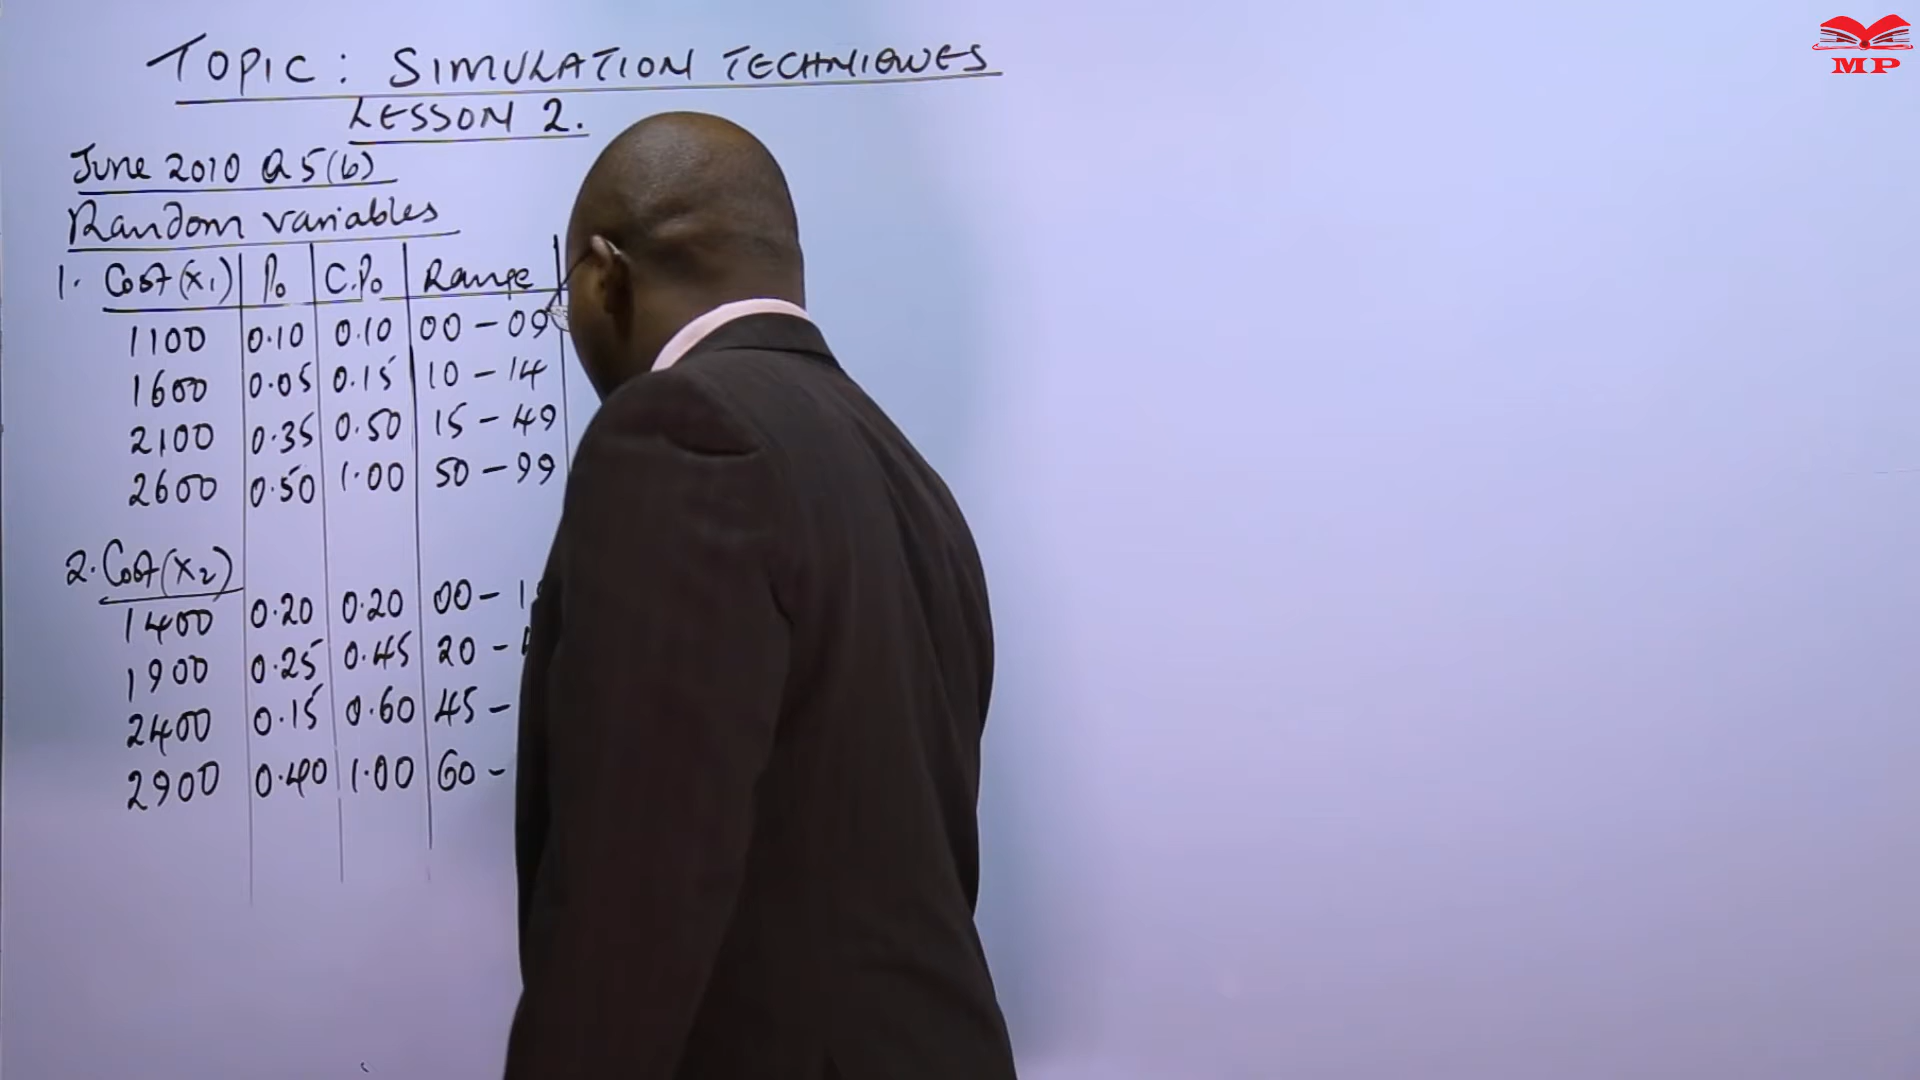 TOPIC: SIMULATION TECHNIQUES
LESSON 2.
June 2010 Q5(b)
Random variables
1. Cost(x1) Po C.Po Range
1100 0.10 0.10 00 - 09
1600 0.05 0.15 10 - 14
2100 0.35 0.50 15 - 49
2600 0.50 1.00 50 - 99
2. Cost(x2)
1400 0.20 0.20 00 - 1
1900 0.25 0.45 20 -
2400 0.15 0.60 45 -
2900 0.40 1.00 60 -
MP